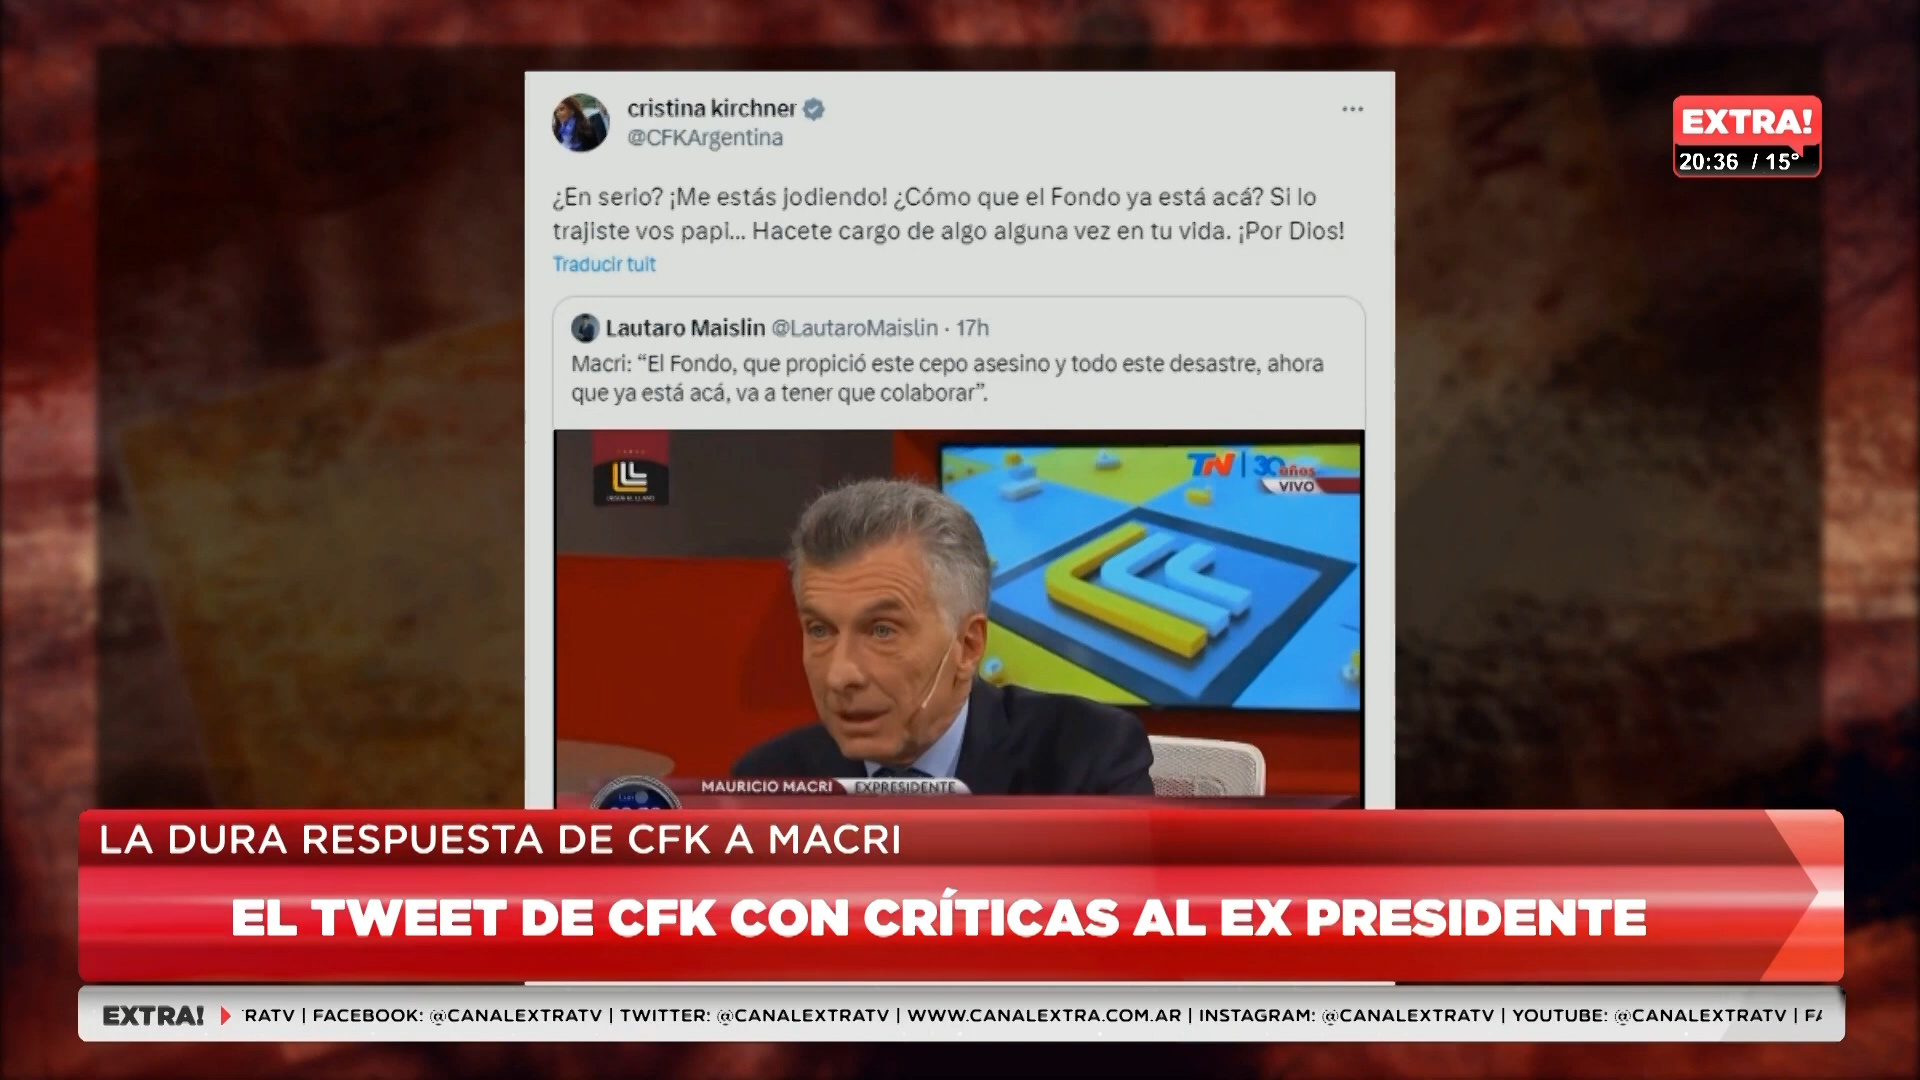 cristina kirchner
@CFKArgentina
EXTRA!
20:36 / 15°
¿En serio? ¡Me estás jodiendo! ¿Cómo que el Fondo ya está acá? Si lo
trajiste vos papi... Hacete cargo de algo alguna vez en tu vida. ¡Por Dios!
Traducir tuit
Lautaro Maislin @LautaroMaislin · 17h
Macri: “El Fondo, que propició este cepo asesino y todo este desastre, ahora
que ya está acá, va a tener que colaborar”.
TN 30 años
VIVO
MAURICIO MACRI EXPRESIDENTE
LA DURA RESPUESTA DE CFK A MACRI
EL TWEET DE CFK CON CRÍTICAS AL EX PRESIDENTE
EXTRA! RATV | FACEBOOK: @CANALEXTRATV | TWITTER: @CANALEXTRATV | WWW.CANALEXTRA.COM.AR | INSTAGRAM: @CANALEXTRATV | YOUTUBE: @CANALEXTRATV | FA